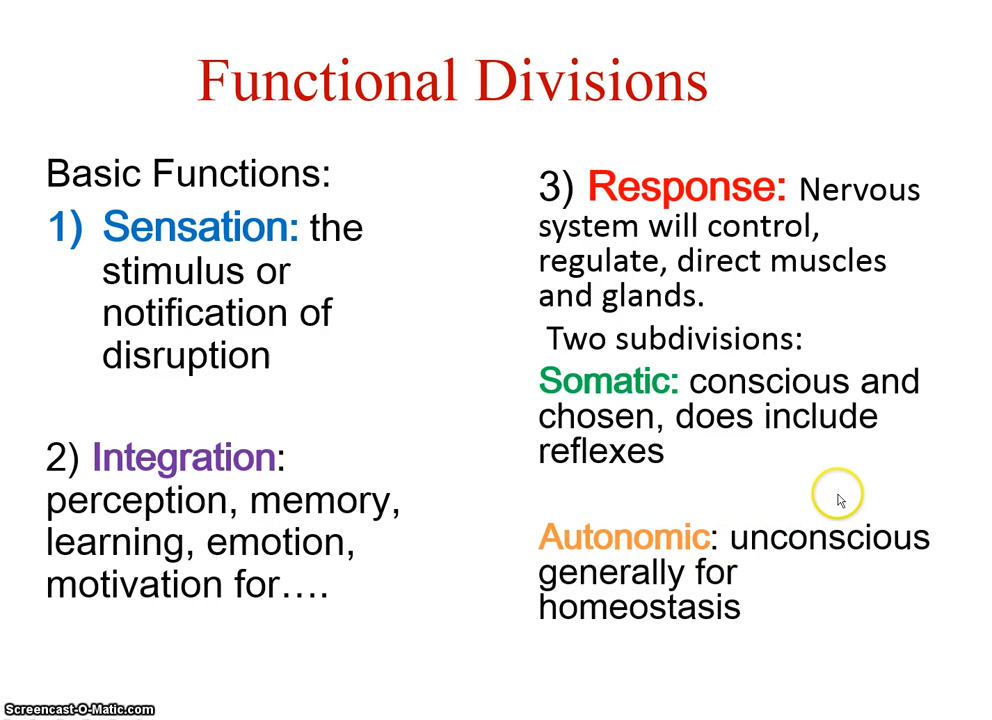 Functional Divisions
Basic Functions:
1) Sensation: the
stimulus or
notification of
disruption
2) Integration:
perception, memory,
learning, emotion,
motivation for….
3) Response: Nervous
system will control,
regulate, direct muscles
and glands.
Two subdivisions:
Somatic: conscious and
chosen, does include
reflexes
Autonomic: unconscious
generally for
homeostasis
Screencast-O-Matic.com